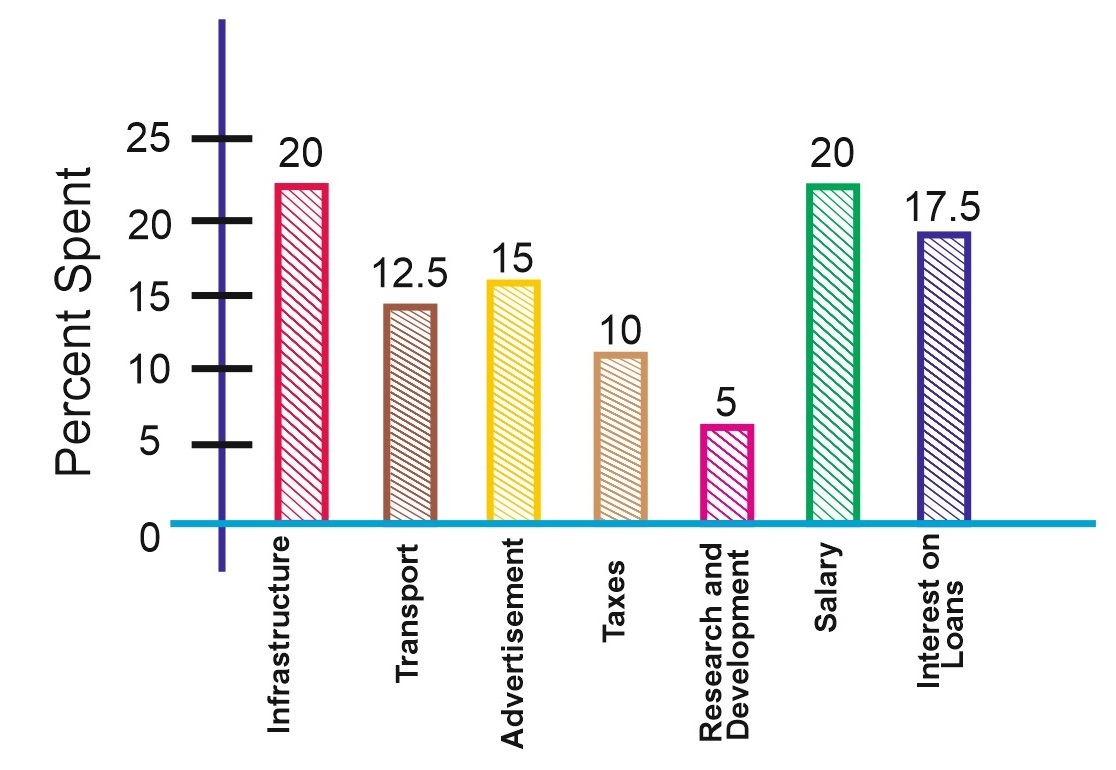 Percent Spent
25
20
15
10
5
0
20
12.5
15
10
5
20
17.5
Infrastructure
Transport
Advertisement
Taxes
Research and
Development
Salary
Interest on
Loans